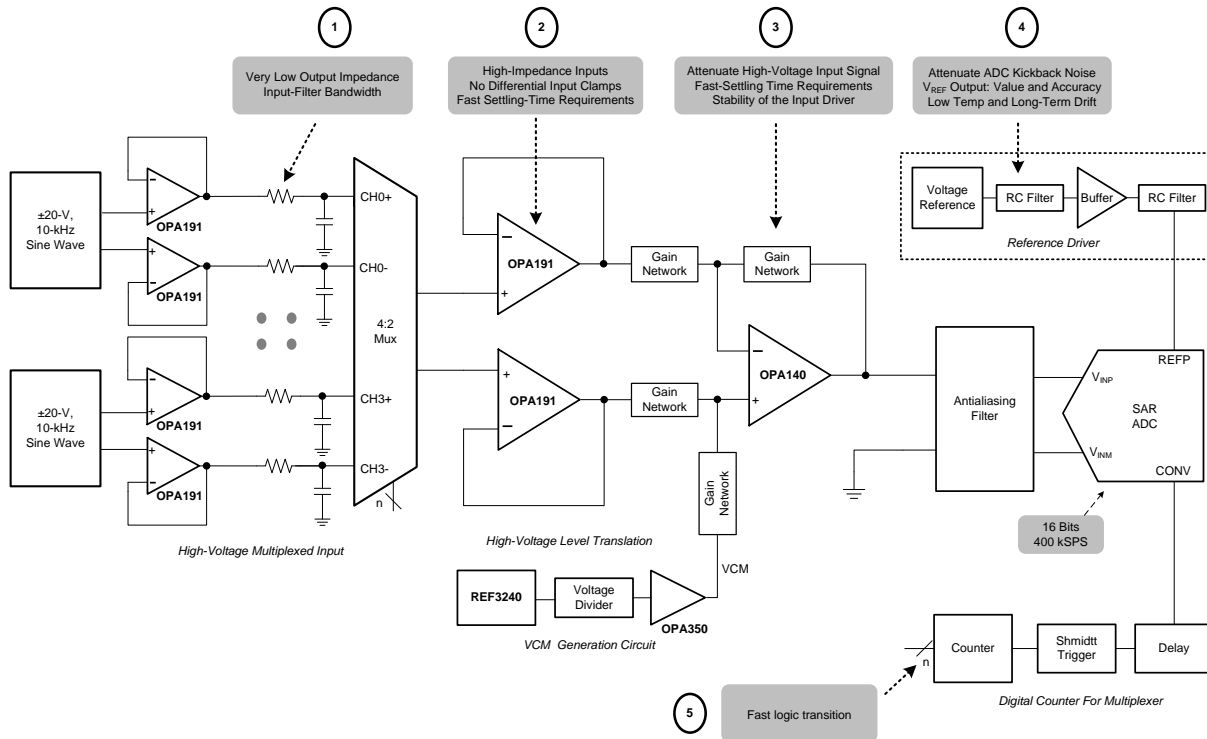 1
2
3
4
Very Low Output Impedance
Input-Filter Bandwidth
High-Impedance Inputs
No Differential Input Clamps
Fast Settling-Time Requirements
Attenuate High-Voltage Input Signal
Fast-Settling Time Requirements
Stability of the Input Driver
Attenuate ADC Kickback Noise
VREF Output: Value and Accuracy
Low Temp and Long-Term Drift
±20-V,
10-kHz
Sine Wave
−
+
OPA191
+
−
OPA191
CH0+
CH0-
4:2
Mux
CH3+
CH3-
n
±20-V,
10-kHz
Sine Wave
−
+
OPA191
+
−
OPA191
High-Voltage Multiplexed Input
−
OPA191
+
+
OPA191
−
High-Voltage Level Translation
Gain
Network
Gain
Network
Gain
Network
Gain
Network
−
OPA140
+
VCM
REF3240
Voltage
Divider
OPA350
VCM Generation Circuit
Voltage
Reference
RC Filter
Buffer
RC Filter
Reference Driver
Antialiasing
Filter
REFP
VINP
SAR
ADC
VINM
CONV
16 Bits
400 kSPS
n
Counter
Shmidtt
Trigger
Delay
Digital Counter For Multiplexer
5
Fast logic transition